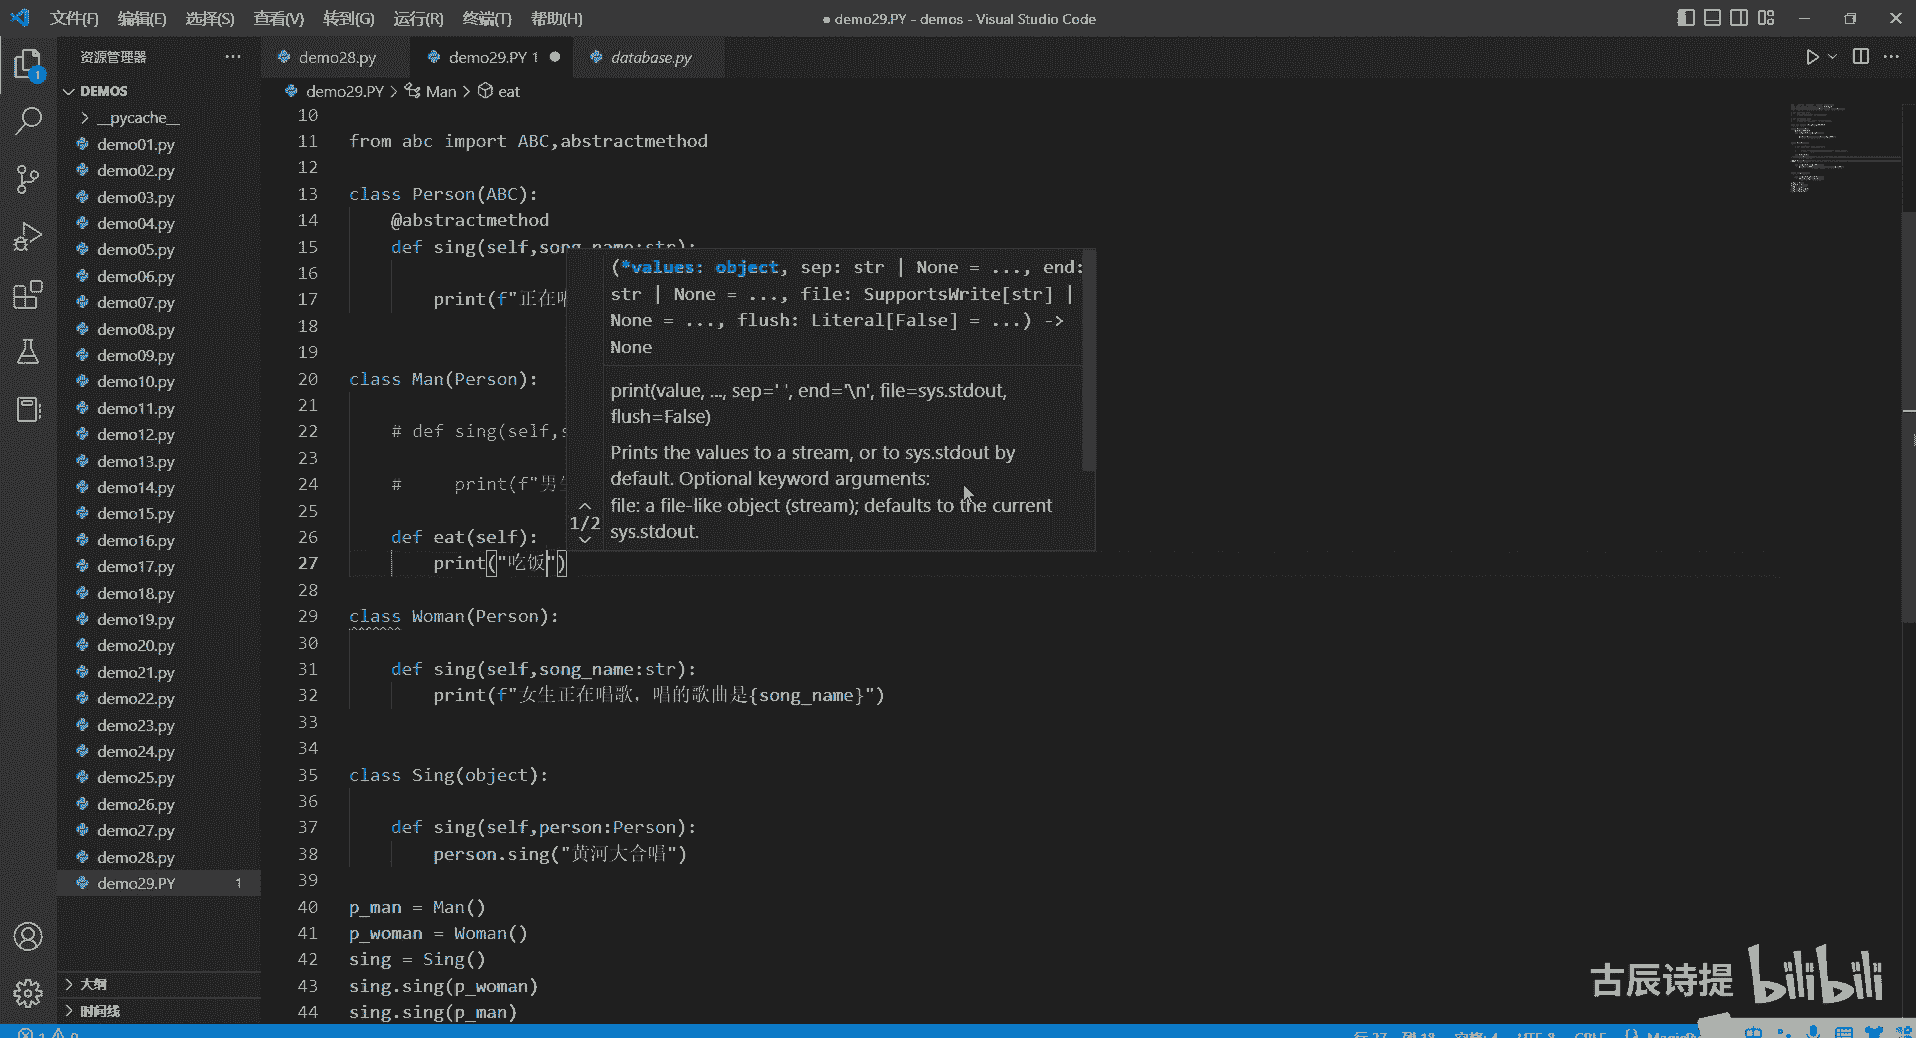 文件(F) 编辑(E) 选择(S) 查看(V) 转到(G) 运行(R) 终端(T) 帮助(H)
● demo29.PY - demos - Visual Studio Code
资源管理器 ···
demo28.py
demo29.PY 1 ●
database.py
demo29.PY > Man > eat
DEMOS
__pycache__
demo01.py
demo02.py
demo03.py
demo04.py
demo05.py
demo06.py
demo07.py
demo08.py
demo09.py
demo10.py
demo11.py
demo12.py
demo13.py
demo14.py
demo15.py
demo16.py
demo17.py
demo18.py
demo19.py
demo20.py
demo21.py
demo22.py
demo23.py
demo24.py
demo25.py
demo26.py
demo27.py
demo28.py
demo29.PY 1
大纲
时间线
10
11 from abc import ABC,abstractmethod
12
13 class Person(ABC):
14 @abstractmethod
15 def sing(self,song_name:str):
16
17 print(f"正在唱
18
19
20 class Man(Person):
21
22 # def sing(self,s
23
24 # print(f"男生
25
26 def eat(self):
27 print("吃饭")
28
29 class Woman(Person):
30
31 def sing(self,song_name:str):
32 print(f"女生正在唱歌，唱的歌曲是{song_name}")
33
34
35 class Sing(object):
36
37 def sing(self,person:Person):
38 person.sing("黄河大合唱")
39
40 p_man = Man()
41 p_woman = Woman()
42 sing = Sing()
43 sing.sing(p_woman)
44 sing.sing(p_man)
(*values: object, sep: str | None = ..., end:
str | None = ..., file: SupportsWrite[str] |
None = ..., flush: Literal[False] = ...) ->
None
print(value, ..., sep=' ', end='\n', file=sys.stdout,
flush=False)
Prints the values to a stream, or to sys.stdout by
default. Optional keyword arguments:
file: a file-like object (stream); defaults to the current
sys.stdout.
1/2
古辰诗提 bilibili